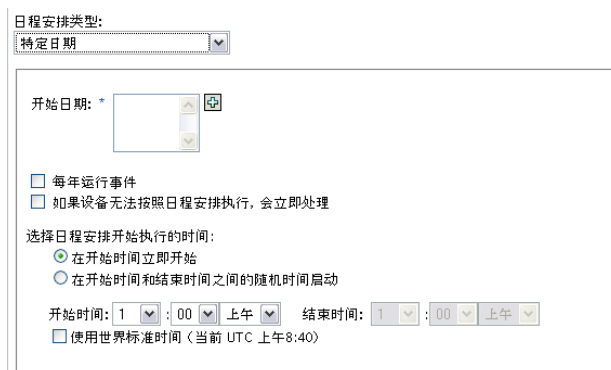 日程安排类型:
特定日期
开始日期: *
每年运行事件
如果设备无法按照日程安排执行, 会立即处理
选择日程安排开始执行的时间:
在开始时间立即开始
在开始时间和结束时间之间的随机时间启动
开始时间: 1 : 00 上午 结束时间: 1 : 00 上午
使用世界标准时间 (当前 UTC 上午8:40)